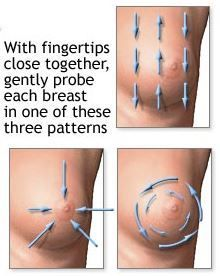 With fingertips
close together,
gently probe
each breast
in one of these
three patterns